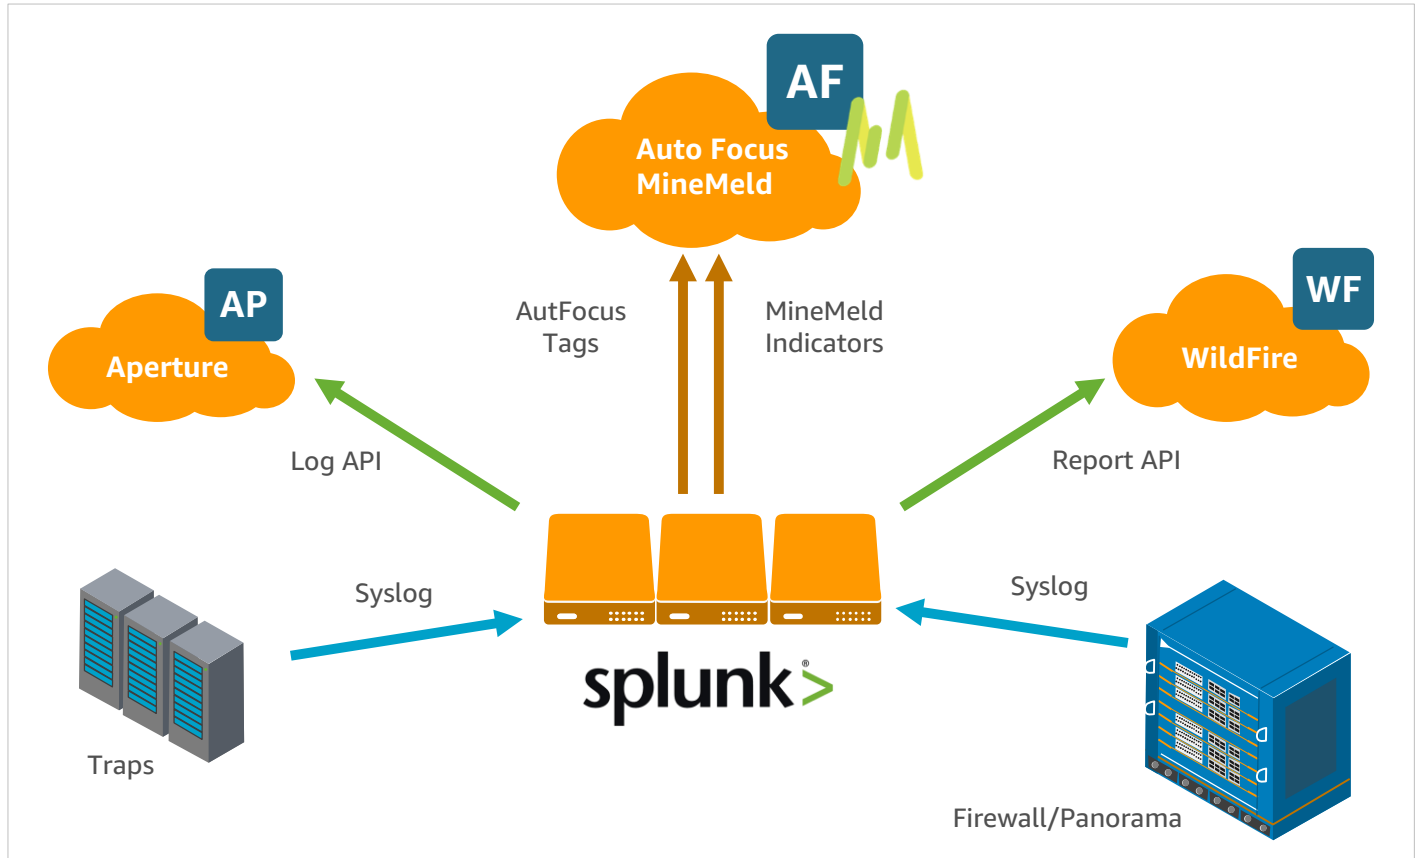 AF
Auto Focus
MineMeld
AP
Aperture
AutFocus
Tags
MineMeld
Indicators
WF
WildFire
Log API
Report API
Syslog
Syslog
splunk>®
Traps
Firewall/Panorama